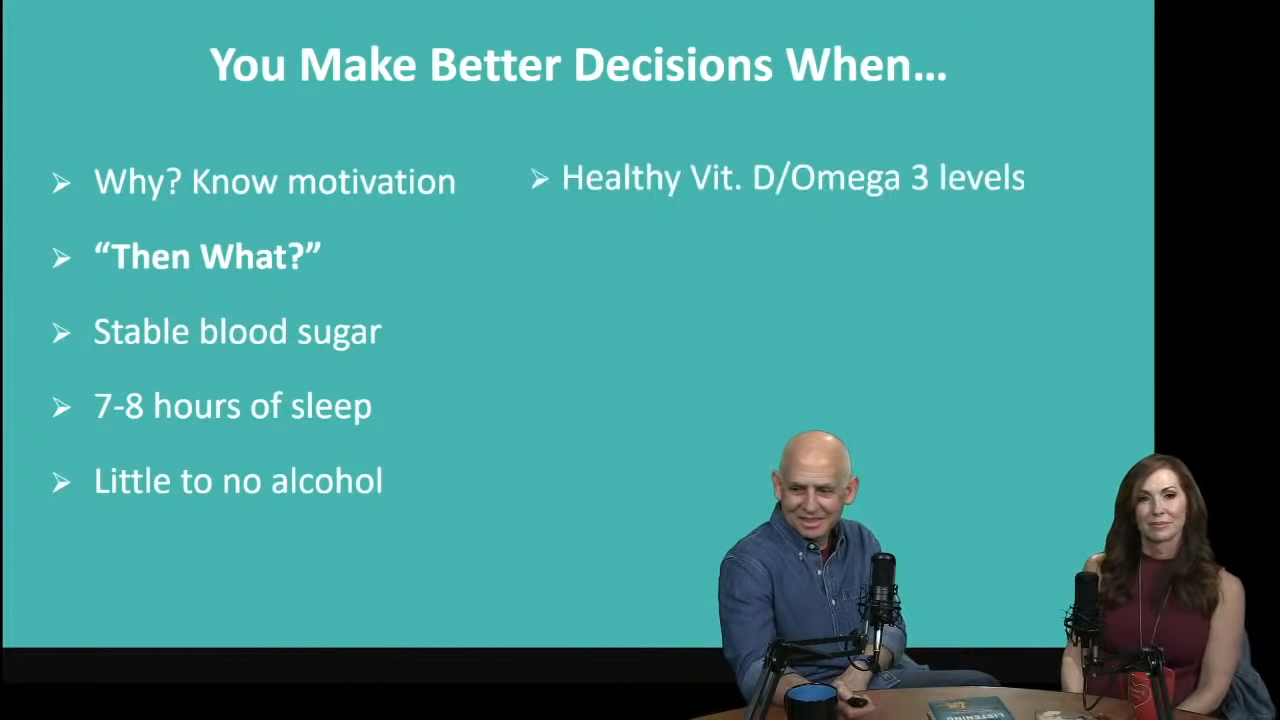 You Make Better Decisions When...
Why? Know motivation
"Then What?"
Stable blood sugar
7-8 hours of sleep
Little to no alcohol
Healthy Vit. D/Omega 3 levels
LISTENING